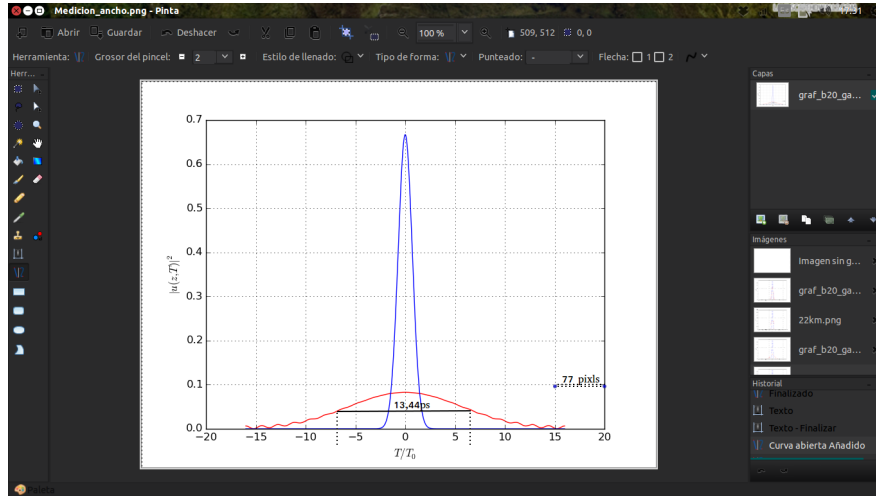 Medicion_ancho.png - Pinta
Abrir Guardar Deshacer 100 % 509, 512 0, 0
Herramienta: Grosor del pincel: 2 Estilo de llenado: Tipo de forma: Punteado: - Flecha: 1 2
Herr...
Capas
graf_b20_ga...
0.7
0.6
0.5
0.4
0.3
0.2
0.1
0.0
|u(z,T)|²
77 pixls
13,44ps
−20 −15 −10 −5 0 5 10 15 20
T/T₀
Imágenes
Imagen sin g...
graf_b20_ga...
22km.png
graf_b20_ga...
Historial
Finalizado
Texto
Texto - Finalizar
Curva abierta Añadido
Paleta